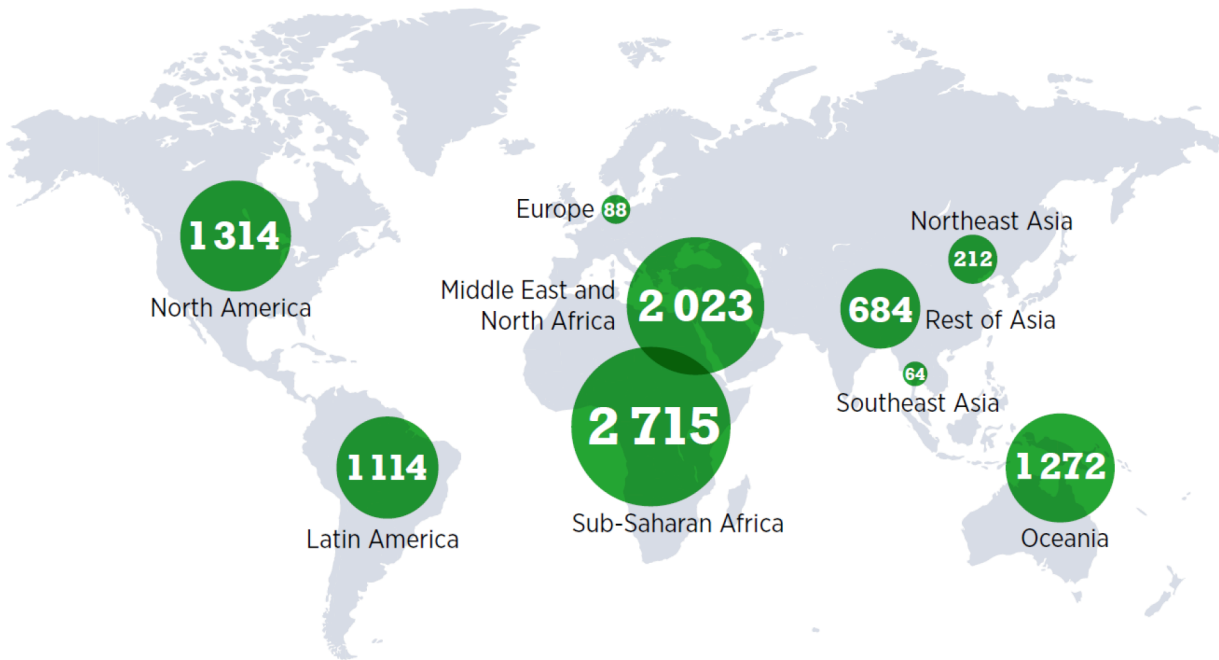 1 314
North America
Europe 88
Northeast Asia
212
Middle East and
North Africa
2 023
684
Rest of Asia
64
Southeast Asia
2 715
Sub-Saharan Africa
1 114
Latin America
1 272
Oceania